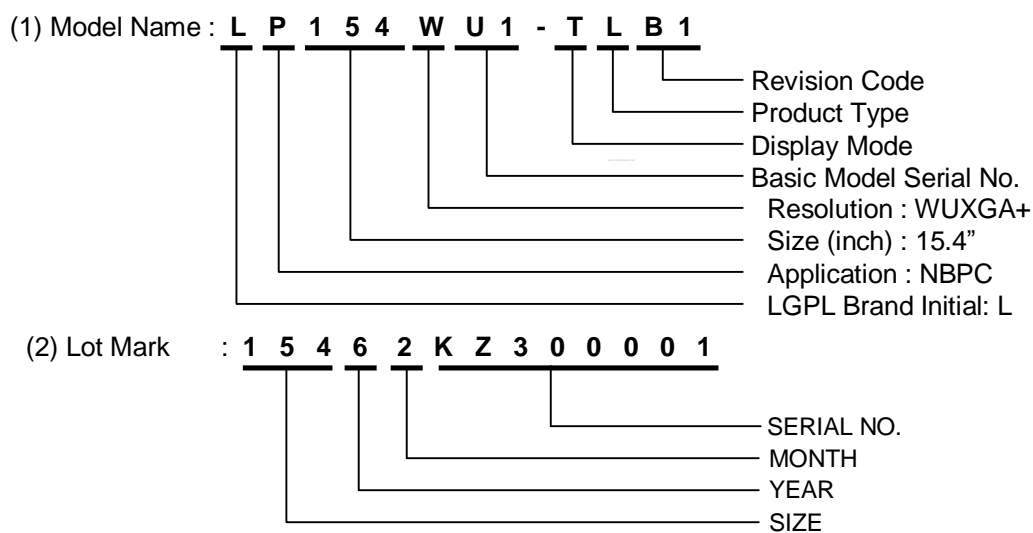 (1) Model Name : L P 1 5 4 W U 1 - T L B 1
Revision Code
Product Type
Display Mode
Basic Model Serial No.
Resolution : WUXGA+
Size (inch) : 15.4”
Application : NBPC
LGPL Brand Initial: L
(2) Lot Mark : 1 5 4 6 2 K Z 3 0 0 0 0 1
SERIAL NO.
MONTH
YEAR
SIZE